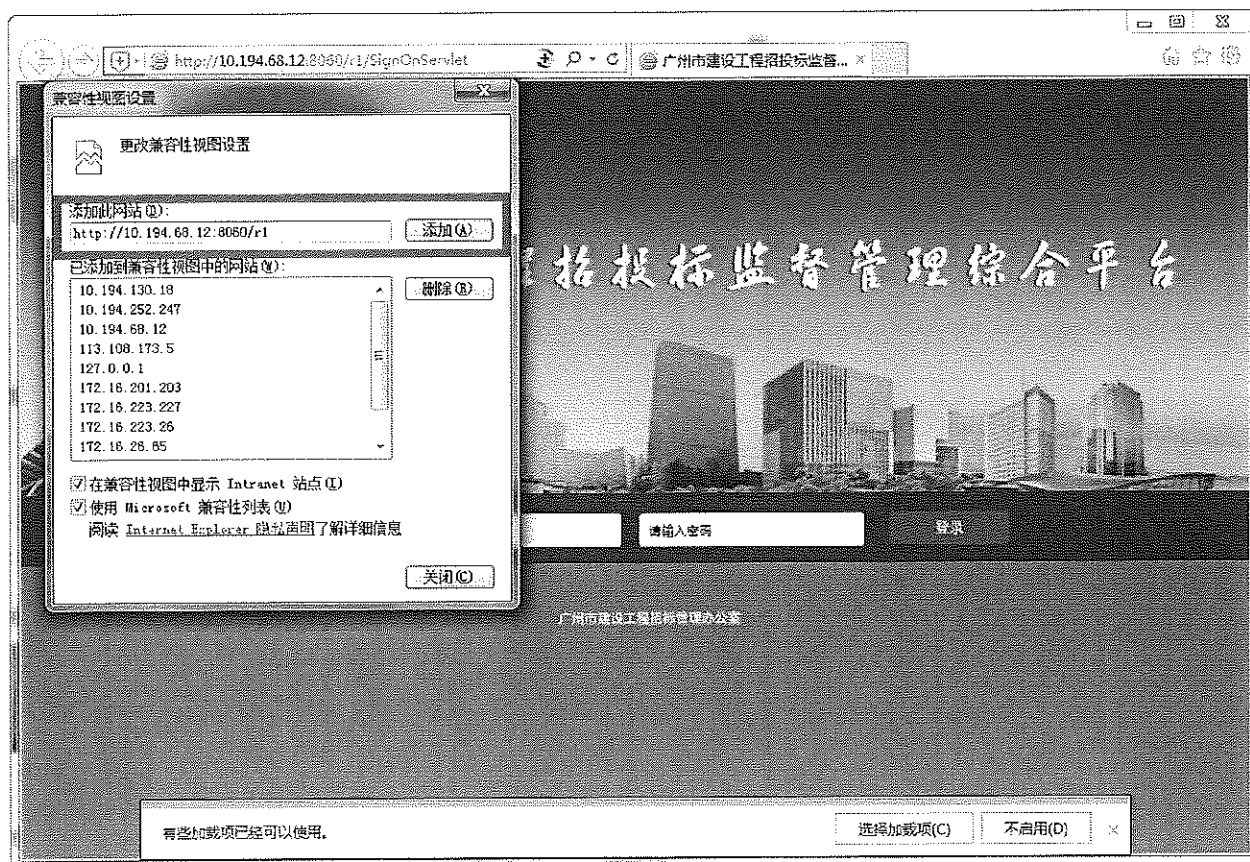 http://10.194.68.12:8060/r1/SignOnServlet
广州市建设工程招投标监督...
兼容性视图设置
更改兼容性视图设置
添加此网站(D):
http://10.194.68.12:8060/r1
添加(A)
已添加到兼容性视图中的网站(W):
10.194.130.18
10.194.252.247
10.194.68.12
113.108.173.5
127.0.0.1
172.16.201.203
172.16.223.227
172.16.223.26
172.16.26.65
删除(R)
招投标监督管理综合平台
在兼容性视图中显示 Intranet 站点(I)
使用 Microsoft 兼容性列表(U)
阅读 Internet Explorer 隐私声明了解详细信息
关闭(C)
请输入密码
登录
广州市建设工程招标管理办公室
有些加载项已经可以使用。
选择加载项(C)
不启用(D)